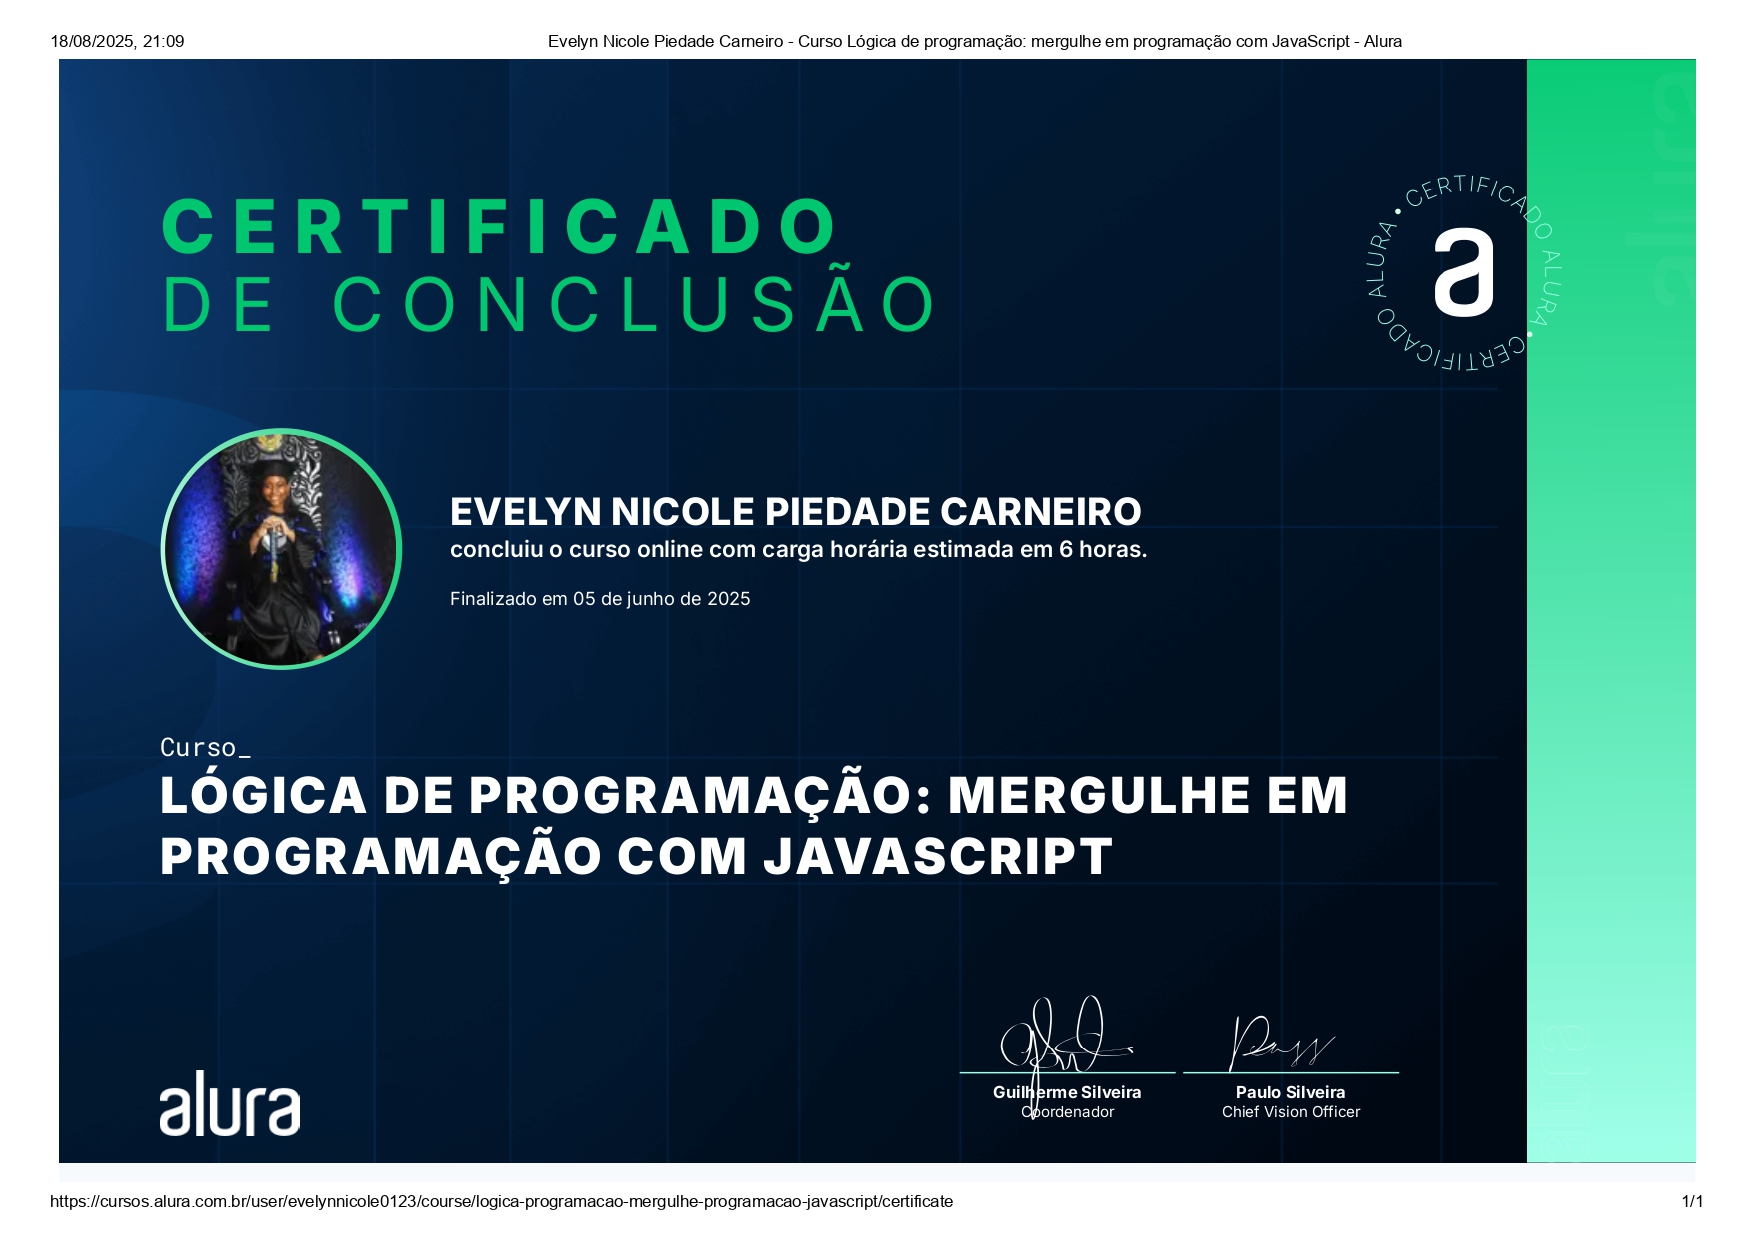 18/08/2025, 21:09
Evelyn Nicole Piedade Carneiro - Curso Lógica de programação: mergulhe em programação com JavaScript - Alura
CERTIFICADO
DE CONCLUSÃO
CERTIFICADO ALURA • CERTIFICADO ALURA •
a
EVELYN NICOLE PIEDADE CARNEIRO
concluiu o curso online com carga horária estimada em 6 horas.
Finalizado em 05 de junho de 2025
Curso_
LÓGICA DE PROGRAMAÇÃO: MERGULHE EM
PROGRAMAÇÃO COM JAVASCRIPT
Guilherme Silveira
Coordenador
Paulo Silveira
Chief Vision Officer
alura
alura
alura
https://cursos.alura.com.br/user/evelynnicole0123/course/logica-programacao-mergulhe-programacao-javascript/certificate
1/1